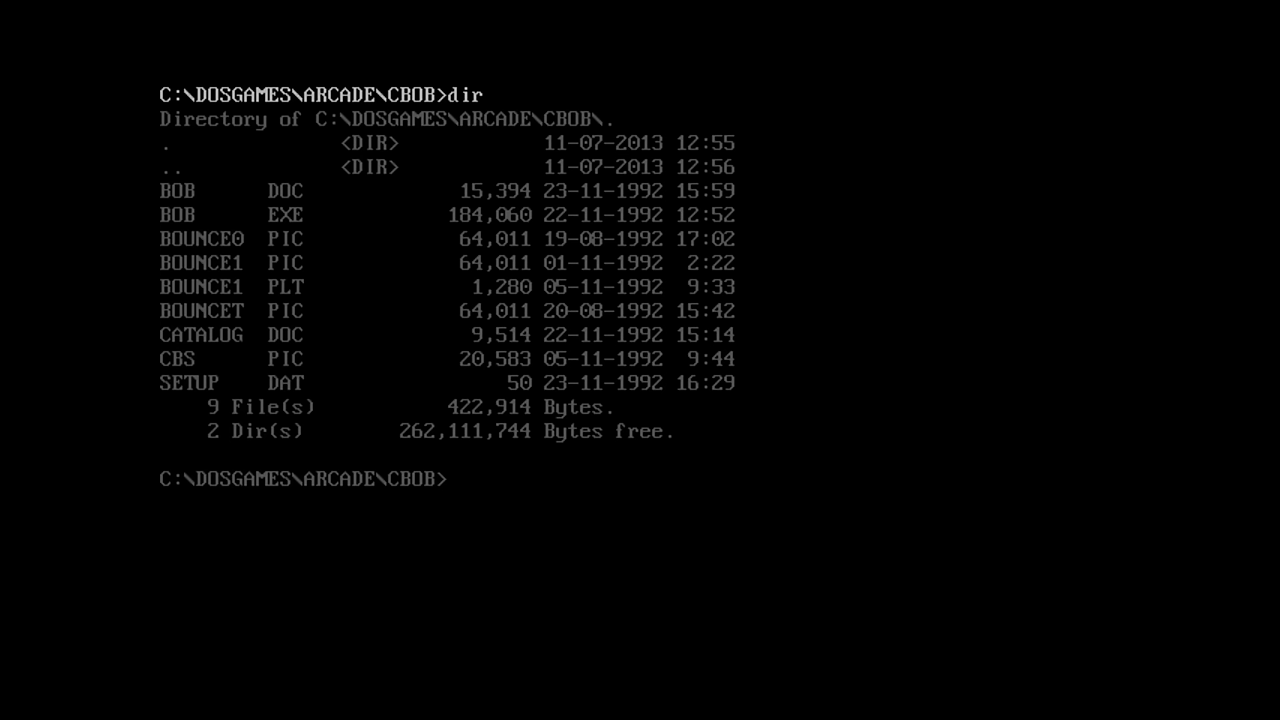 C:\DOSGAMES\ARCADE\CBOB>dir
Directory of C:\DOSGAMES\ARCADE\CBOB\.
.              <DIR>            11-07-2013 12:55
..             <DIR>            11-07-2013 12:56
BOB      DOC             15,394 23-11-1992 15:59
BOB      EXE            184,060 22-11-1992 12:52
BOUNCE0  PIC             64,011 19-08-1992 17:02
BOUNCE1  PIC             64,011 01-11-1992  2:22
BOUNCE1  PLT              1,280 05-11-1992  9:33
BOUNCET  PIC             64,011 20-08-1992 15:42
CATALOG  DOC              9,514 22-11-1992 15:14
CBS      PIC             20,583 05-11-1992  9:44
SETUP    DAT                 50 23-11-1992 16:29
    9 File(s)           422,914 Bytes.
    2 Dir(s)        262,111,744 Bytes free.
C:\DOSGAMES\ARCADE\CBOB>